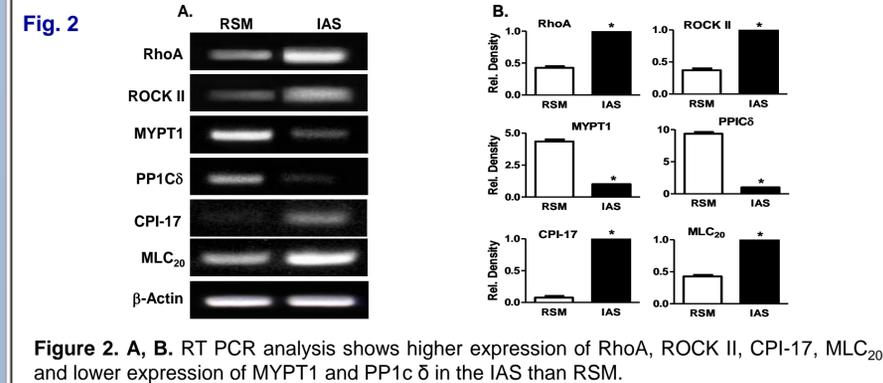 Fig. 2
A.
RSM IAS
RhoA
ROCK II
MYPT1
PP1Cδ
CPI-17
MLC20
β-Actin
B.
RhoA
Rel. Density
1.0
0.5
0.0
RSM IAS
*
ROCK II
1.0
0.5
0.0
RSM IAS
*
MYPT1
Rel. Density
5.0
2.5
0.0
RSM IAS
*
PPICδ
10
5
0
RSM IAS
*
CPI-17
Rel. Density
1.0
0.5
0.0
RSM IAS
*
MLC20
1.0
0.5
0.0
RSM IAS
*
Figure 2. A, B. RT PCR analysis shows higher expression of RhoA, ROCK II, CPI-17, MLC20
and lower expression of MYPT1 and PP1c δ in the IAS than RSM.